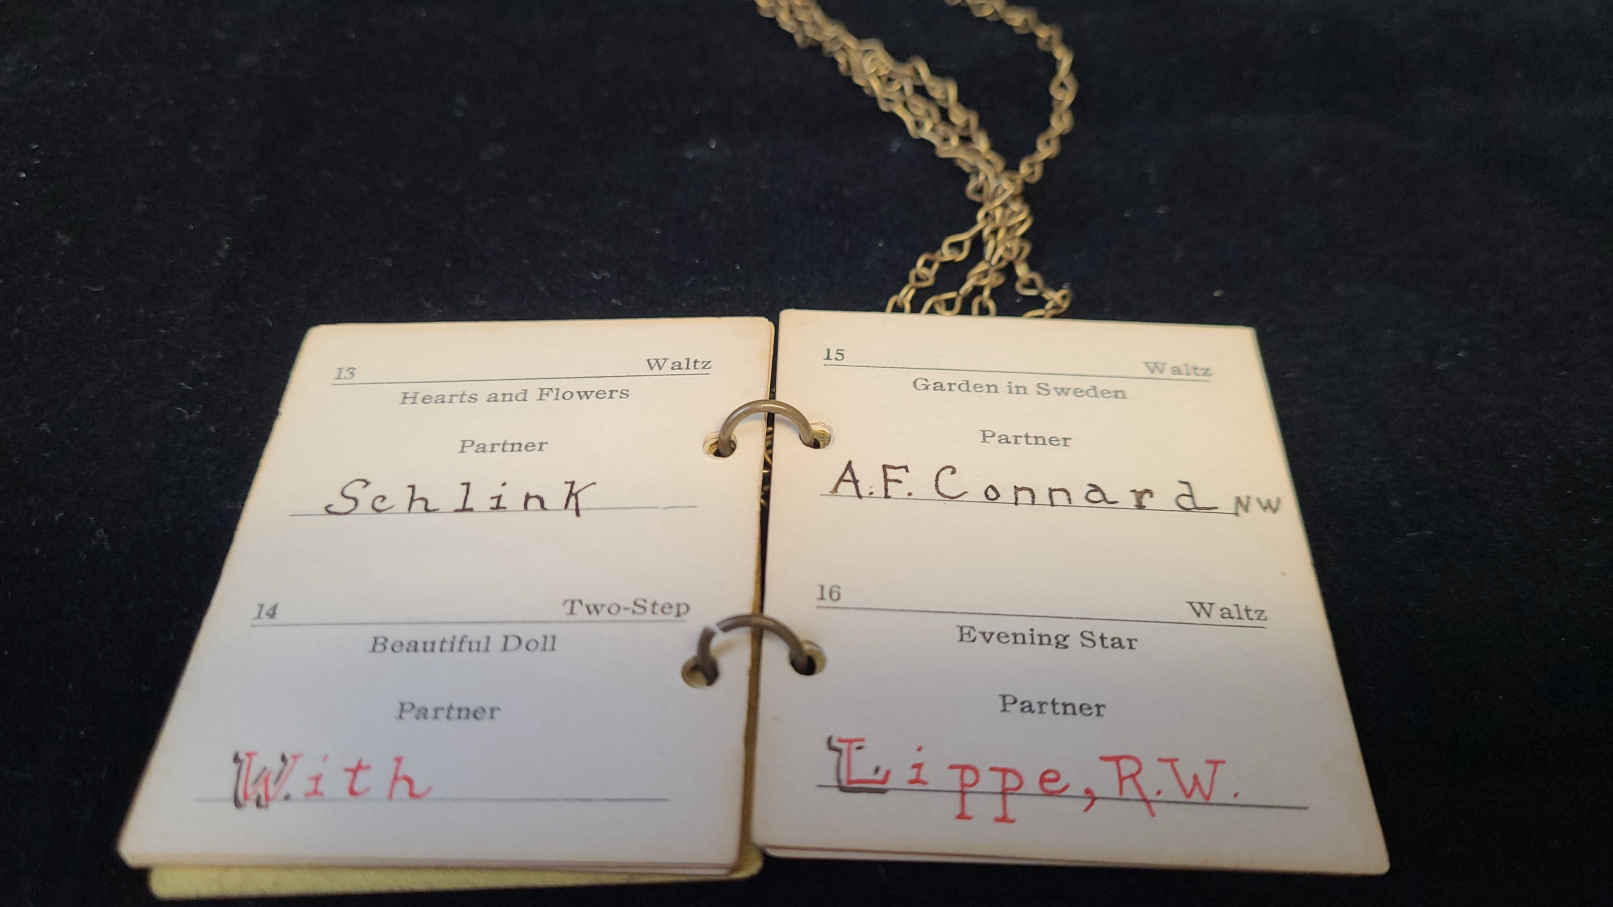 13 Waltz
Hearts and Flowers
Partner
Schlink
14 Two-Step
Beautiful Doll
Partner
With
15 Waltz
Garden in Sweden
Partner
A.F. Connard NW
16 Waltz
Evening Star
Partner
Lippe, R.W.